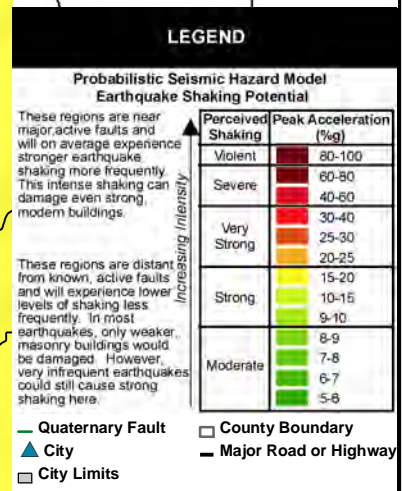 LEGEND
Probabilistic Seismic Hazard Model
Earthquake Shaking Potential
These regions are near
major,active faults and
will on average experience
stronger earthquake
shaking more frequently.
This intense shaking can
damage even strong,
modern buildings.
These regions are distant
from known, active faults
and will experience lower
levels of shaking less
frequently. In most
earthquakes, only weaker,
masonry buildings would
be damaged. However,
very infrequent earthquakes
could still cause strong
shaking here.
Increasing Intensity
Perceived Peak Acceleration
Shaking (%g)
Violent 80-100
Severe
60-80
40-60
Very
Strong
30-40
25-30
20-25
Strong
15-20
10-15
9-10
Moderate
8-9
7-8
6-7
5-6
Quaternary Fault County Boundary
City Major Road or Highway
City Limits